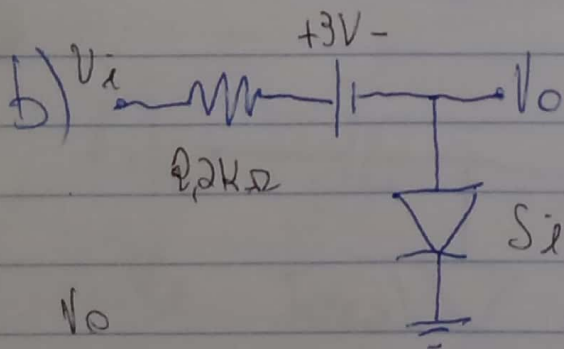 +3V-
b) Vi Vo
2,2KΩ
Si
Vo